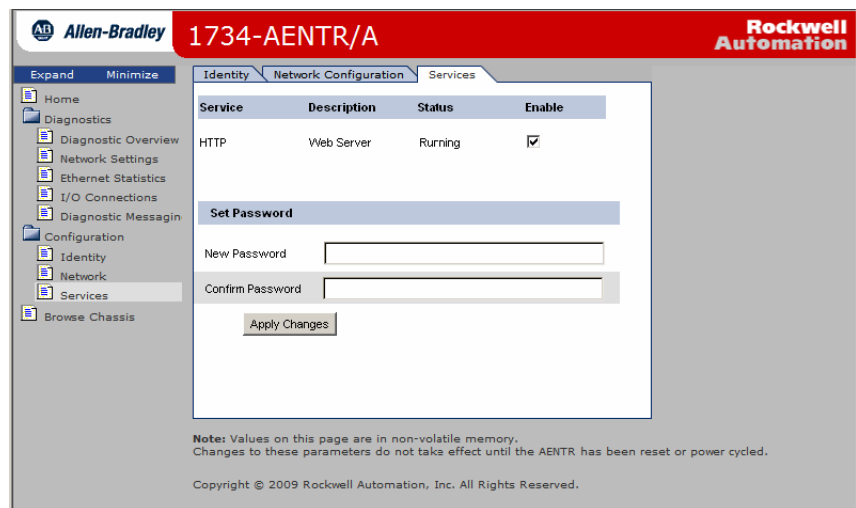 AB Allen-Bradley
1734-AENTR/A
Rockwell
Automation
Expand Minimize
Home
Diagnostics
Diagnostic Overview
Network Settings
Ethernet Statistics
I/O Connections
Diagnostic Messagin
Configuration
Identity
Network
Services
Browse Chassis
Identity Network Configuration Services
Service Description Status Enable
HTTP Web Server Running
Set Password
New Password
Confirm Password
Apply Changes
Note: Values on this page are in non-volatile memory.
Changes to these parameters do not take effect until the AENTR has been reset or power cycled.
Copyright © 2009 Rockwell Automation, Inc. All Rights Reserved.